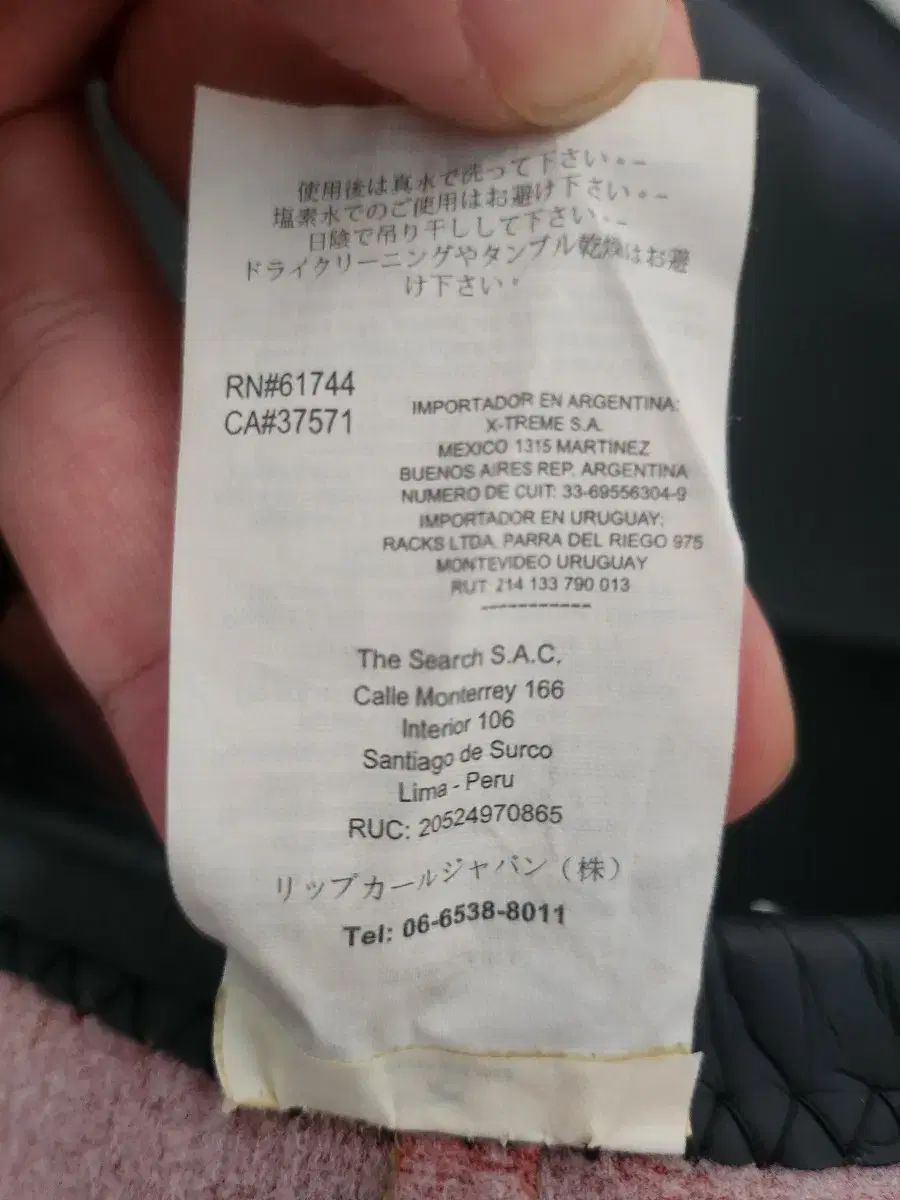 使用後は真水で洗って下さい。–
塩素水でのご使用はお避け下さい。–
日陰で吊り干しして下さい。–
ドライクリーニングやタンブル乾燥はお避
け下さい。
RN#61744
CA#37571
IMPORTADOR EN ARGENTINA:
X-TREME S.A.
MEXICO 1315 MARTINEZ
BUENOS AIRES REP. ARGENTINA
NUMERO DE CUIT: 33-69556304-9
IMPORTADOR EN URUGUAY:
RACKS LTDA. PARRA DEL RIEGO 975
MONTEVIDEO URUGUAY
RUT: 214 133 790 013
-----------
The Search S.A.C.
Calle Monterrey 166
Interior 106
Santiago de Surco
Lima - Peru
RUC: 20524970865
リップカールジャパン（株）
Tel: 06-6538-8011